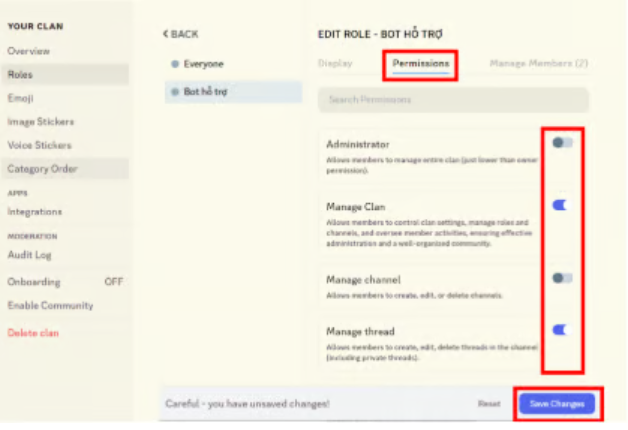 YOUR CLAN
Overview
Roles
Emoji
Image Stickers
Voice Stickers
Category Order
APPS
Integrations
MODERATION
Audit Log
Onboarding OFF
Enable Community
Delete clan
BACK
Everyone
Bot hỗ trợ
EDIT ROLE - BOT HỖ TRỢ
Display Permissions Manage Members (2)
Search Permissions
Administrator
Allows members to manage entire clan (just lower than owner
permission).
Manage Clan
Allows members to control clan settings, manage roles and
channels, and oversee member activities, ensuring effective
administration and a well-organized community.
Manage channel
Allows members to create, edit, or delete channels.
Manage thread
Allows members to create, edit, delete threads in the channel
(including private threads).
Careful - you have unsaved changes!
Reset Save Changes